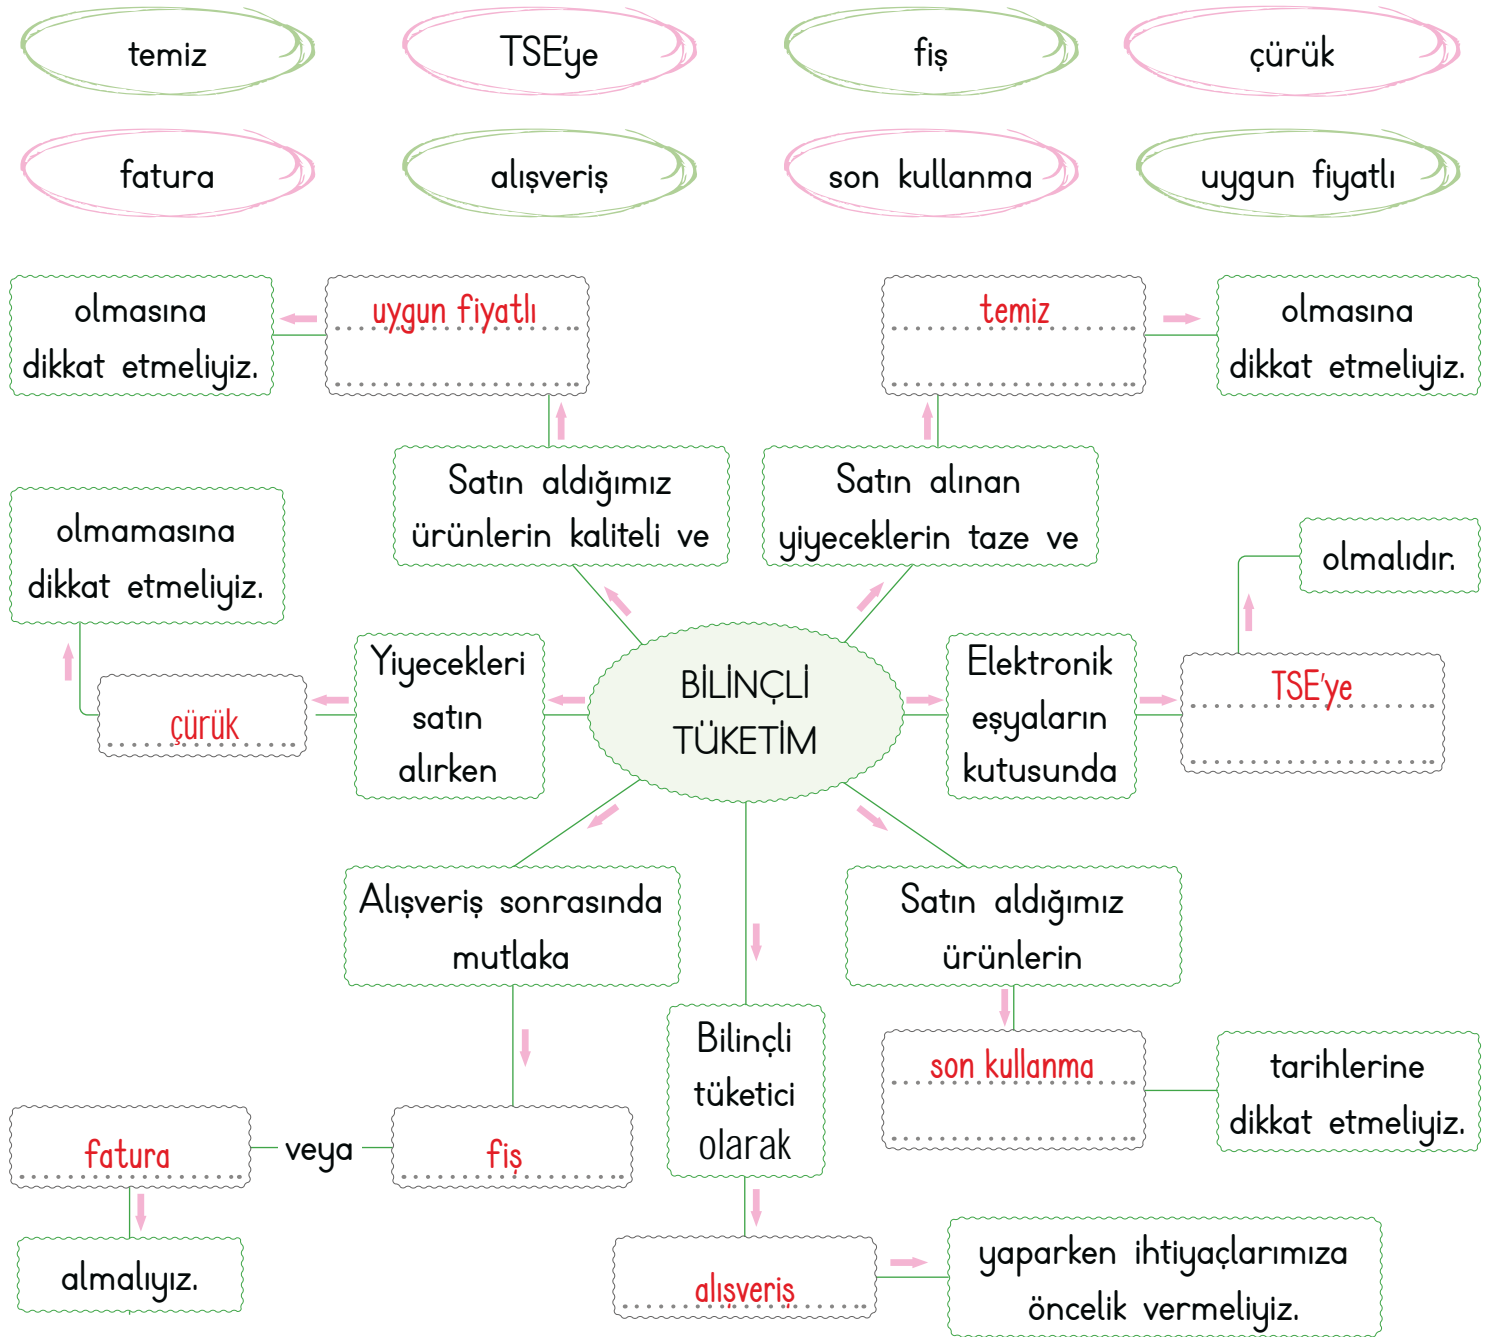 temiz
TSE'ye
fiş
çürük
fatura
alışveriş
son kullanma
uygun fiyatlı
olmasına
dikkat etmeliyiz.
uygun fiyatlı
temiz
olmasına
dikkat etmeliyiz.
Satın aldığımız
ürünlerin kaliteli ve
Satın alınan
yiyeceklerin taze ve
olmamasına
dikkat etmeliyiz.
çürük
Yiyecekleri
satın
alırken
BİLİNÇLİ
TÜKETİM
Elektronik
eşyaların
kutusunda
TSE'ye
olmalıdır.
Alışveriş sonrasında
mutlaka
Satın aldığımız
ürünlerin
son kullanma
tarihlerine
dikkat etmeliyiz.
Bilinçli
tüketici
olarak
fatura
veya
fiş
almalıyız.
alışveriş
yaparken ihtiyaçlarımıza
öncelik vermeliyiz.